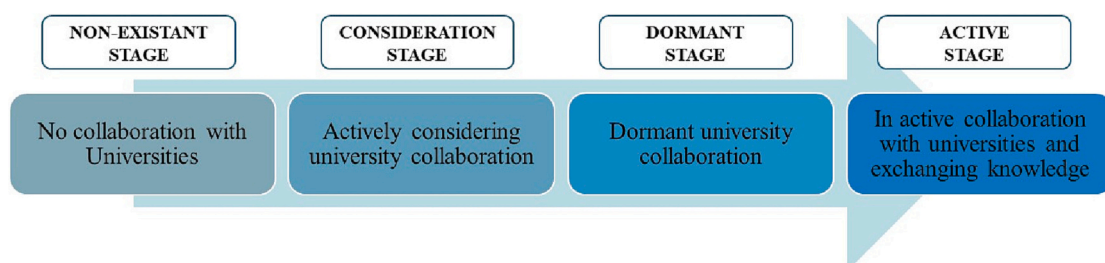 NON-EXISTANT
STAGE
CONSIDERATION
STAGE
DORMANT
STAGE
ACTIVE
STAGE
No collaboration with
Universities
Actively considering
university collaboration
Dormant university
collaboration
In active collaboration
with universities and
exchanging knowledge